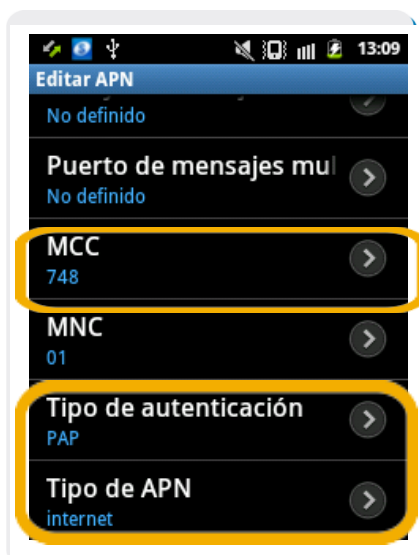 13:09
Editar APN
No definido
Puerto de mensajes mul
No definido
MCC
748
MNC
01
Tipo de autenticación
PAP
Tipo de APN
internet